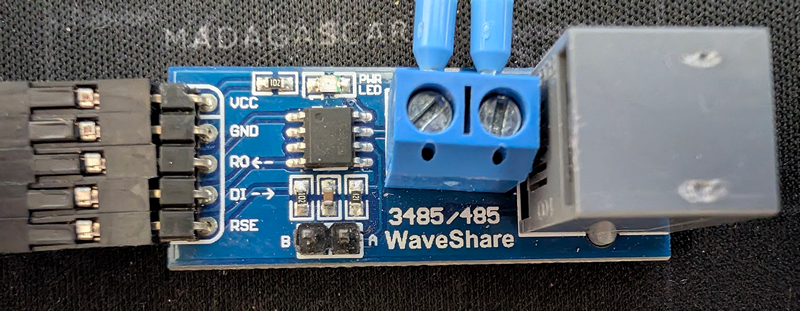 MADAGASCAR
102
PWR
LED
VCC
GND
RO←
DI→
RSE
3485/485
B A
WaveShare